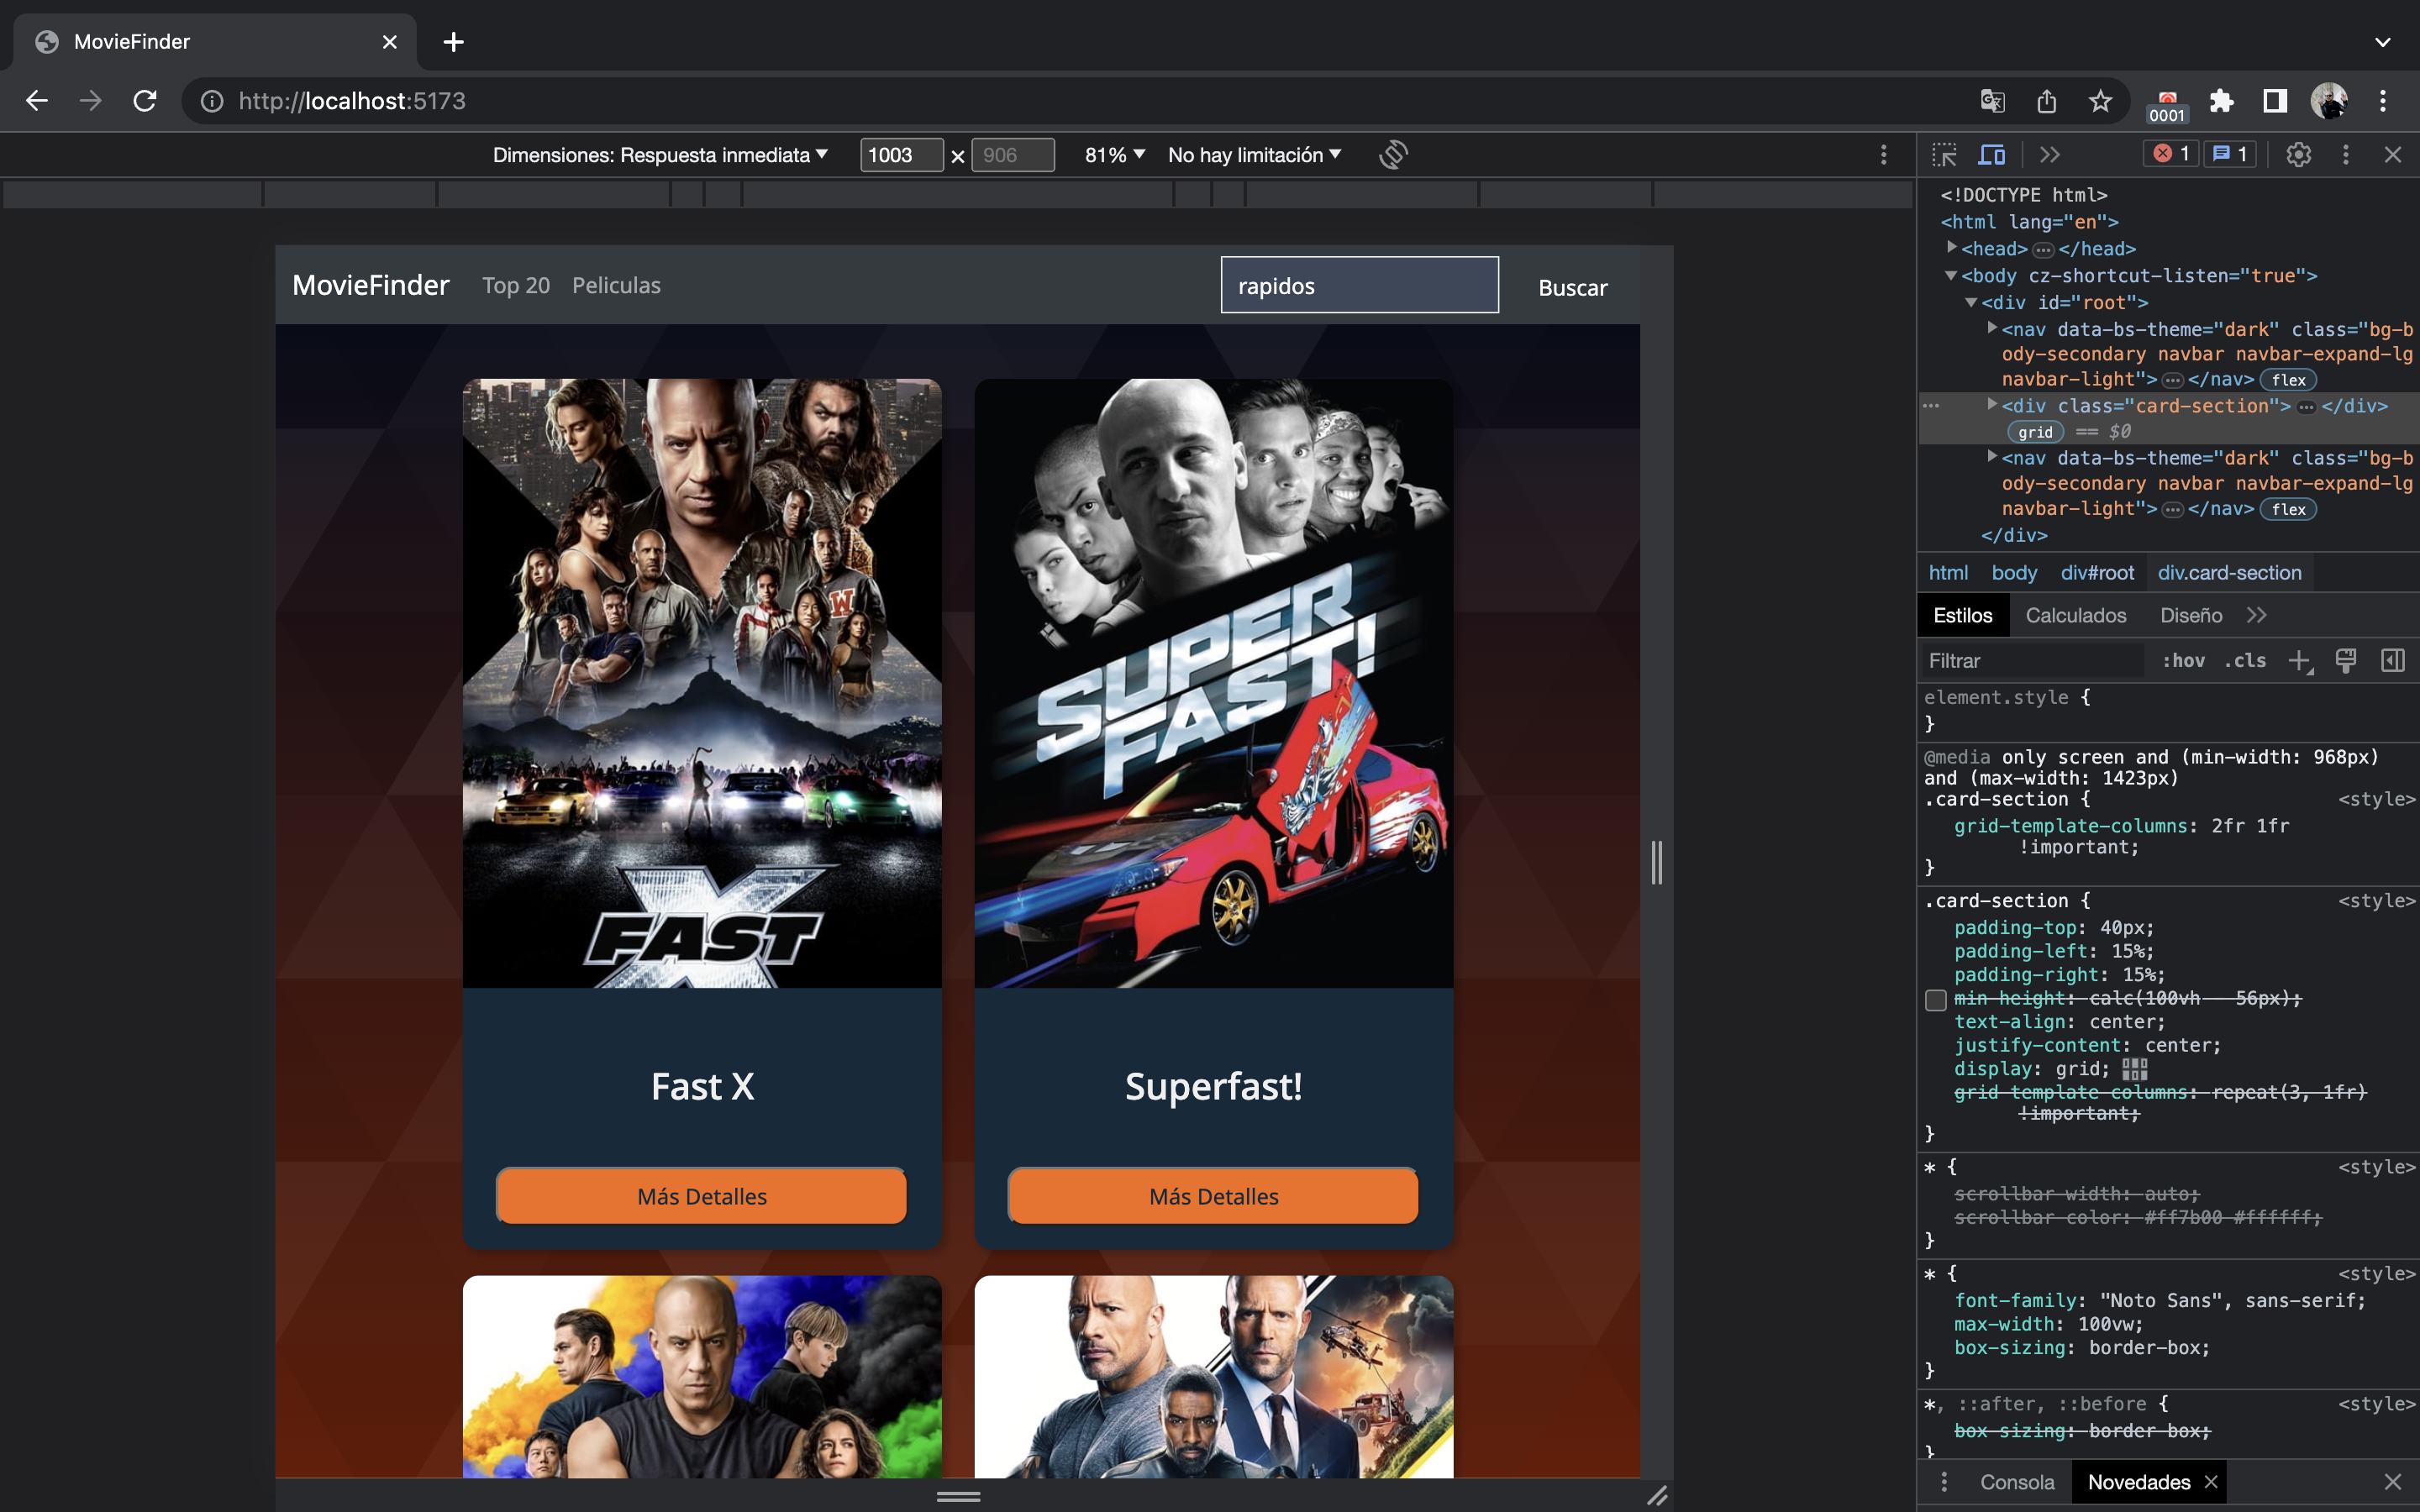 MovieFinder
http://localhost:5173
0001
Dimensiones: Respuesta inmediata ▼ 1003 × 906 81% ▼ No hay limitación ▼
1 1
MovieFinder Top 20 Peliculas rapidos Buscar
W
FAST X
SUPER
FAST!
Fast X
Superfast!
Más Detalles
Más Detalles
<!DOCTYPE html>
<html lang="en">
<head> ··· </head>
<body cz-shortcut-listen="true">
<div id="root">
<nav data-bs-theme="dark" class="bg-b
ody-secondary navbar navbar-expand-lg
navbar-light"> ··· </nav> flex
··· <div class="card-section"> ··· </div>
grid == $0
<nav data-bs-theme="dark" class="bg-b
ody-secondary navbar navbar-expand-lg
navbar-light"> ··· </nav> flex
</div>
html body div#root div.card-section
Estilos Calculados Diseño
Filtrar :hov .cls
element.style {
}
@media only screen and (min-width: 968px)
and (max-width: 1423px)
.card-section { <style>
grid-template-columns: 2fr 1fr
!important;
}
.card-section { <style>
padding-top: 40px;
padding-left: 15%;
padding-right: 15%;
min-height: calc(100vh - 56px);
text-align: center;
justify-content: center;
display: grid;
grid-template-columns: repeat(3, 1fr)
!important;
}
* { <style>
scrollbar-width: auto;
scrollbar-color: #ff7b00 #ffffff;
}
* { <style>
font-family: "Noto Sans", sans-serif;
max-width: 100vw;
box-sizing: border-box;
}
*, ::after, ::before { <style>
box-sizing: border-box;
}
Consola Novedades